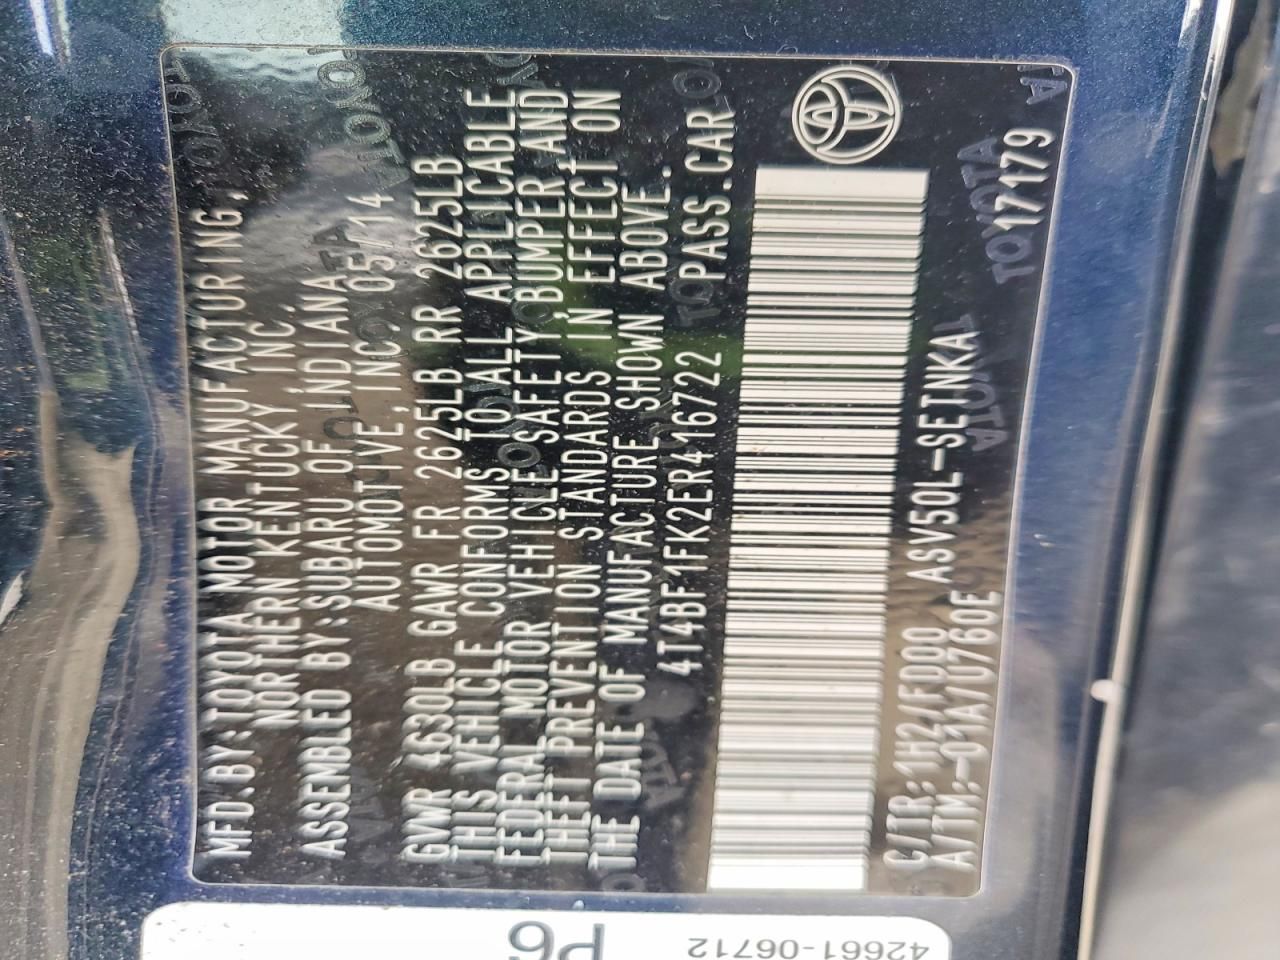 MFD.BY:TOYOTA MOTOR MANUFACTURING,
NORTHERN KENTUCKY INC.
ASSEMBLED BY:SUBARU OF INDIANA
AUTOMOTIVE,INC. 05/14
GVWR 4630LB GAWR FR 2625LB RR 2625LB
THIS VEHICLE CONFORMS TO ALL APPLICABLE
FEDERAL MOTOR VEHICLE SAFETY,BUMPER AND
THEFT PREVENTION STANDARDS IN EFFECT ON
THE DATE OF MANUFACTURE SHOWN ABOVE.
4T4BF1FK2ER416722 PASS.CAR
C/TR:1H2/FD00 ASV50L-SETNKA
A/TM:-01A/U760E 17179
P6
42661-06712